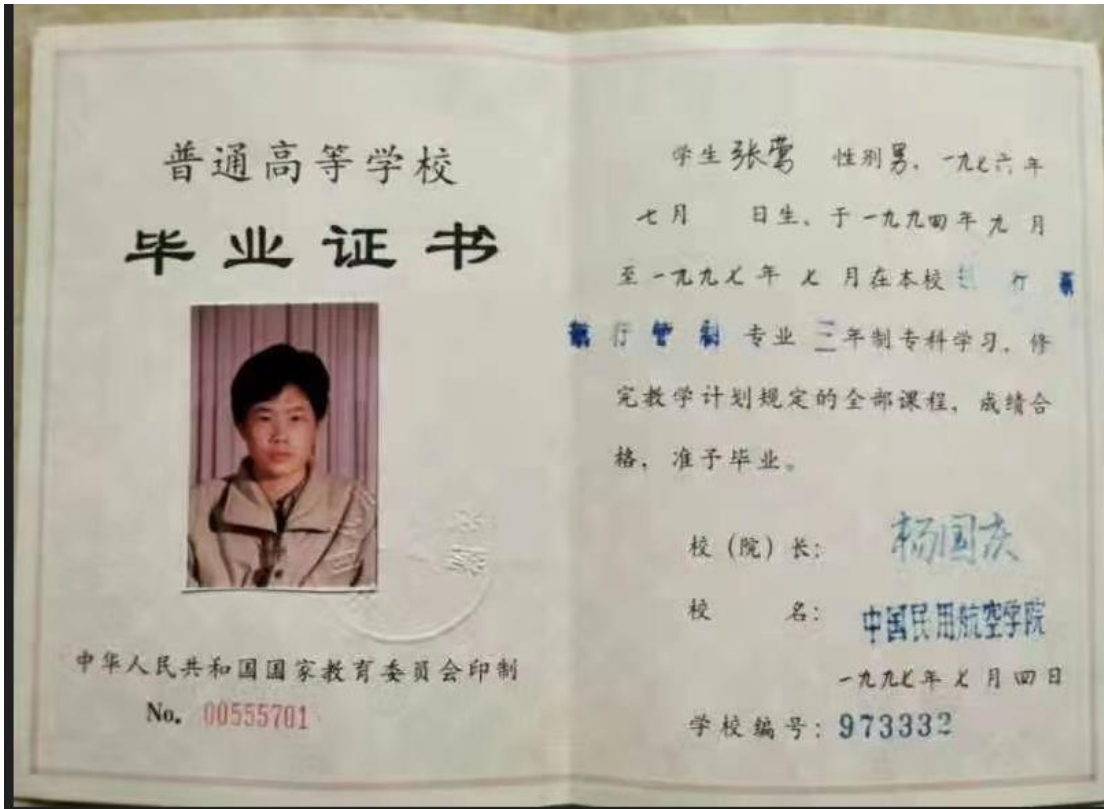 普通高等学校
毕业证书
中华人民共和国国家教育委员会印制
No. 00555701
学生 张莺 性别男，一九七六年
七月 日生，于一九九四年九月
至一九九七年七月在本校 行
行管制专业三年制专科学习，修
完教学计划规定的全部课程，成绩合
格，准予毕业。
校（院）长： 杨国庆
校 名： 中国民用航空学院
一九九七年七月四日
学校编号：973332